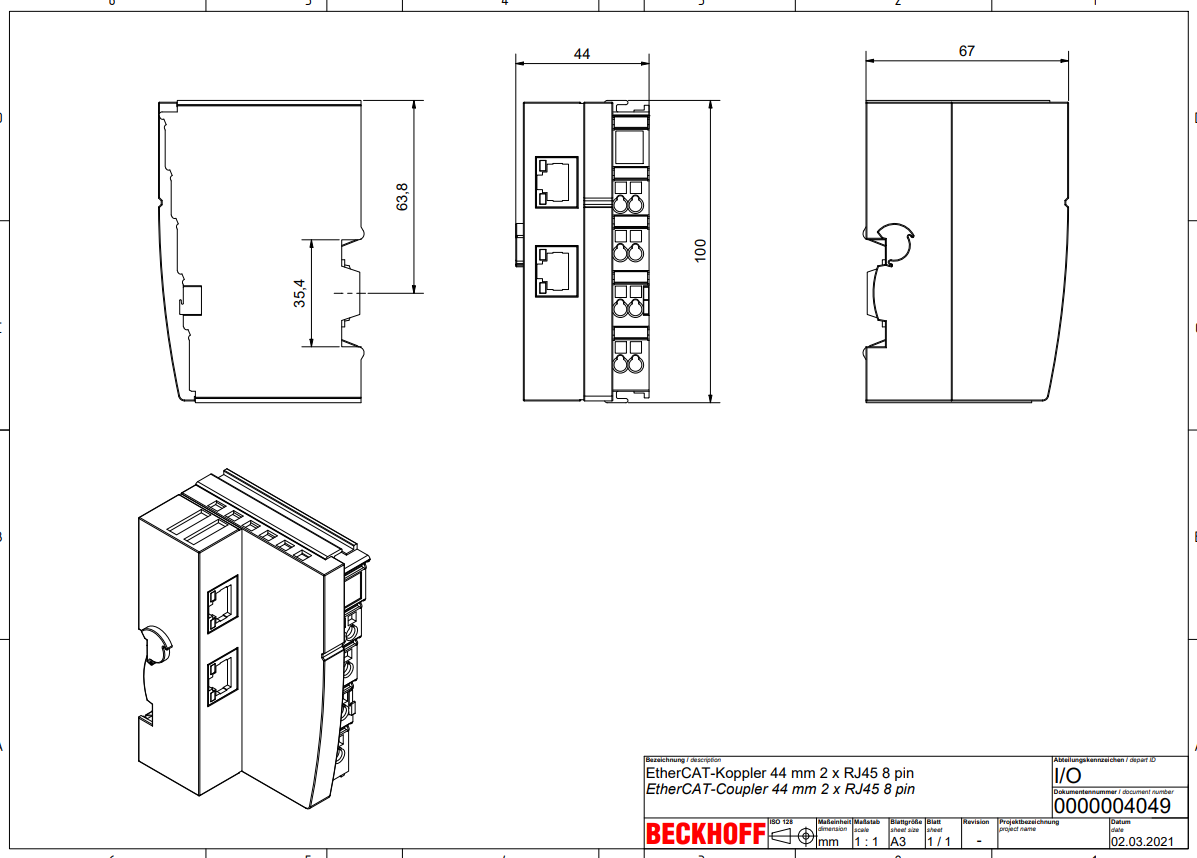 44
67
63,8
35,4
100
Bezeichnung / description
EtherCAT-Koppler 44 mm 2 x RJ45 8 pin
EtherCAT-Coupler 44 mm 2 x RJ45 8 pin
Abteilungskennzeichen / depart ID
I/O
Dokumentennummer / document number
0000004049
BECKHOFF
ISO 128
Maßeinheit
dimension
mm
Maßstab
scale
1 : 1
Blattgröße
sheet size
A3
Blatt
sheet
1 / 1
Revision
-
Projektbezeichnung
project name
Datum
date
02.03.2021